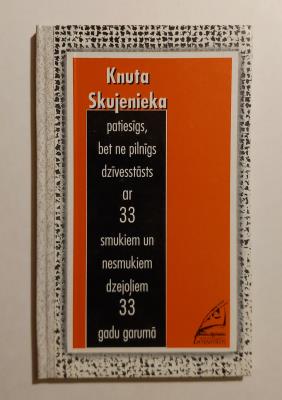 Knuta
Skujenieka
patiesīgs,
bet ne pilnīgs
dzīvesstāsts
ar
33
smukiem un
nesmukiem
dzejoļiem
33
gadu garumā